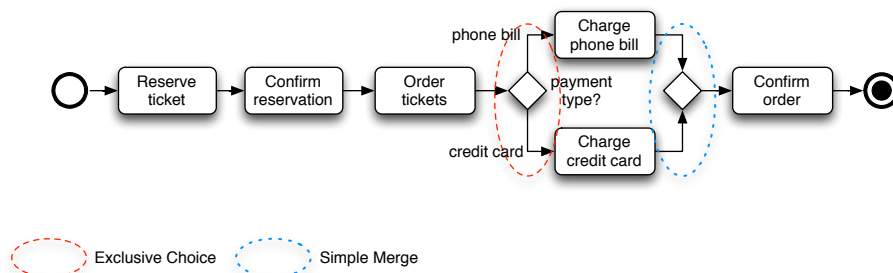 Reserve
ticket
Confirm
reservation
Order
tickets
phone bill
Charge
phone bill
payment
type?
credit card
Charge
credit card
Confirm
order
Exclusive Choice
Simple Merge